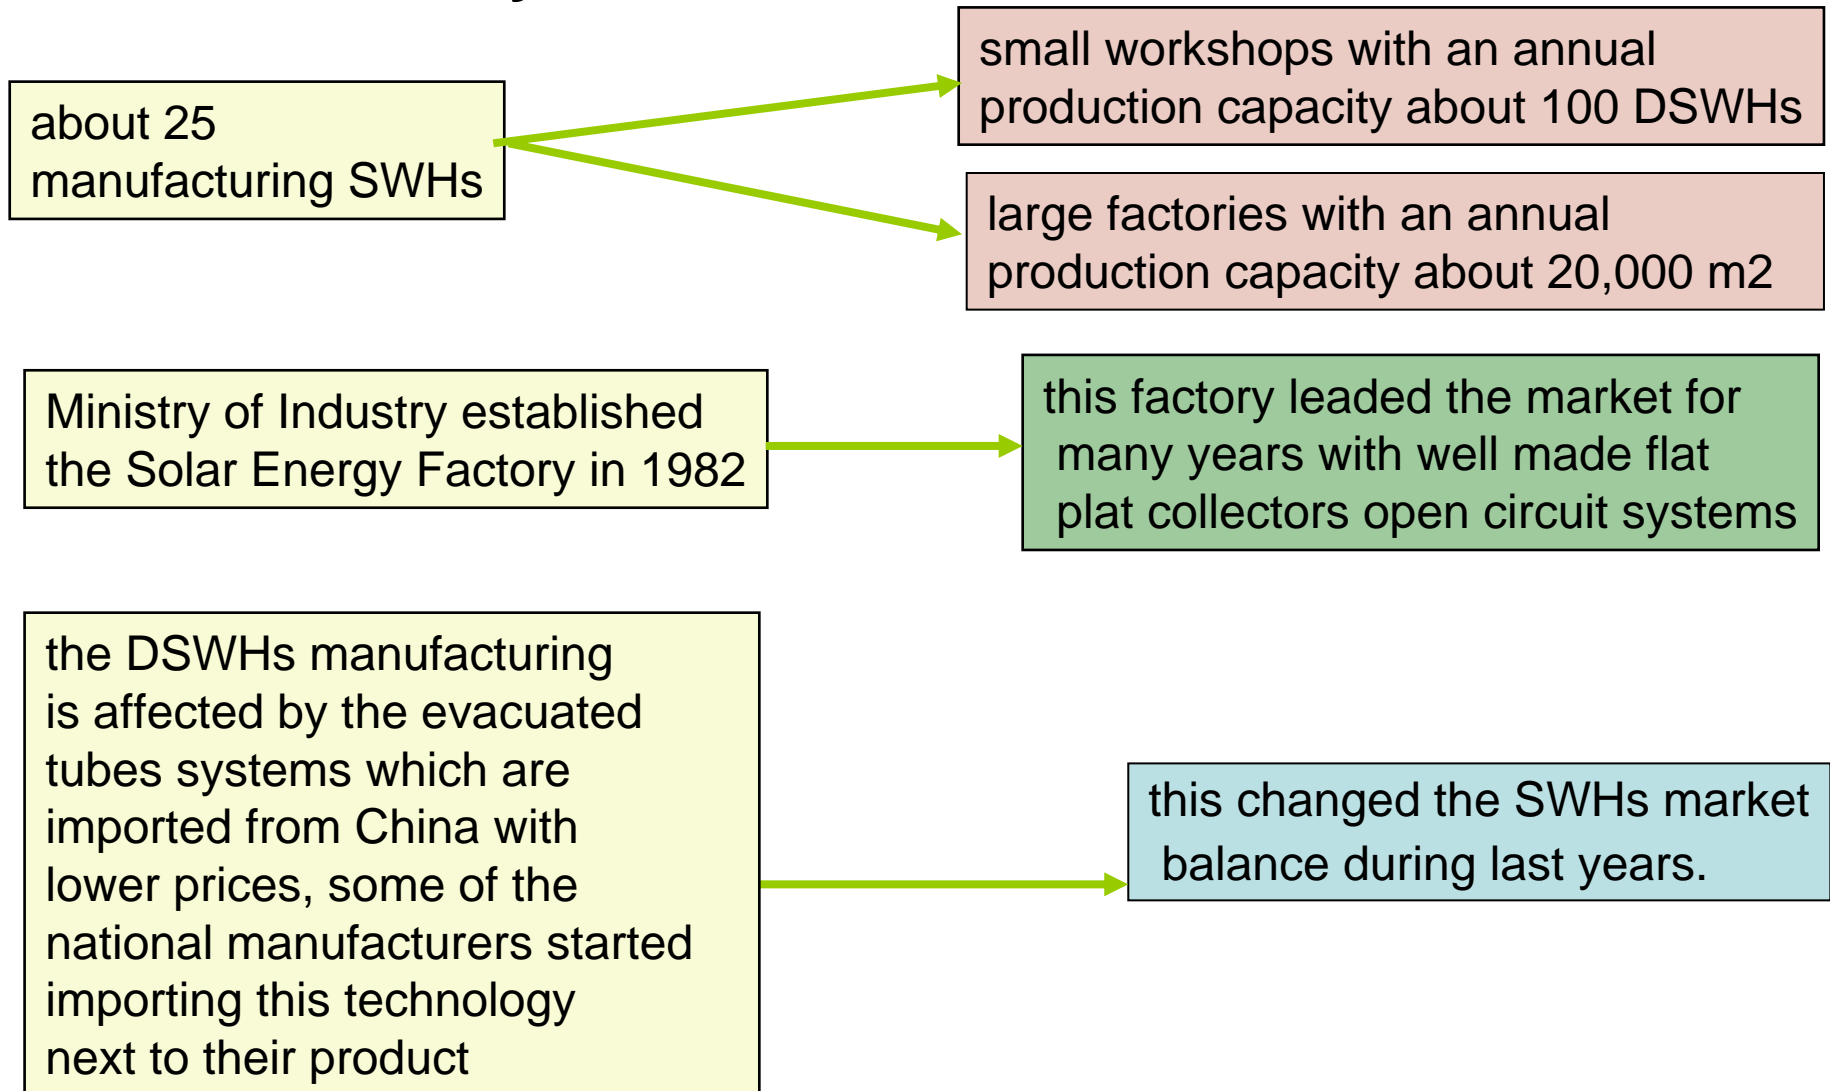 about 25
manufacturing SWHs
small workshops with an annual
production capacity about 100 DSWHs
large factories with an annual
production capacity about 20,000 m2
Ministry of Industry established
the Solar Energy Factory in 1982
this factory leaded the market for
many years with well made flat
plat collectors open circuit systems
the DSWHs manufacturing
is affected by the evacuated
tubes systems which are
imported from China with
lower prices, some of the
national manufacturers started
importing this technology
next to their product
this changed the SWHs market
balance during last years.